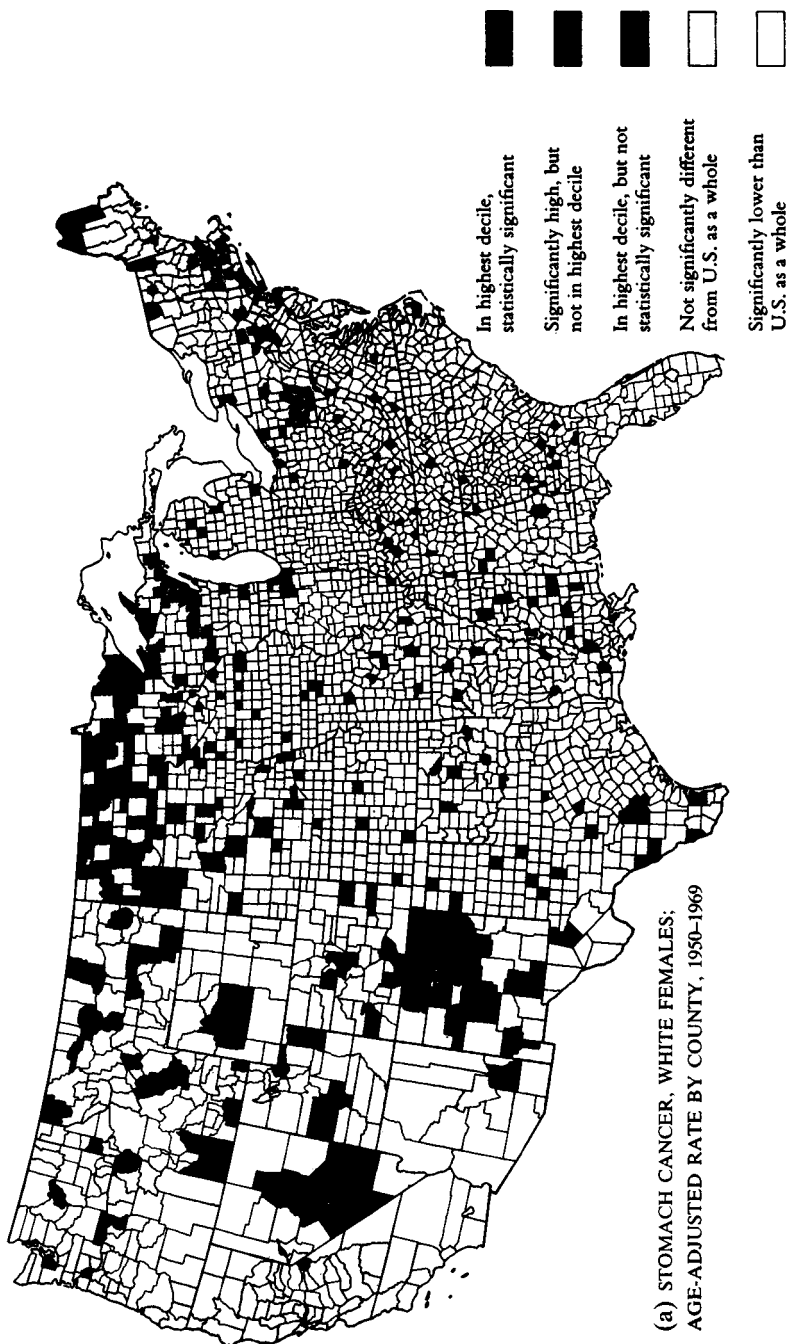 In highest decile,
statistically significant
Significantly high, but
not in highest decile
In highest decile, but not
statistically significant
Not significantly different
from U.S. as a whole
Significantly lower than
U.S. as a whole
(a) STOMACH CANCER, WHITE FEMALES;
AGE-ADJUSTED RATE BY COUNTY, 1950–1969